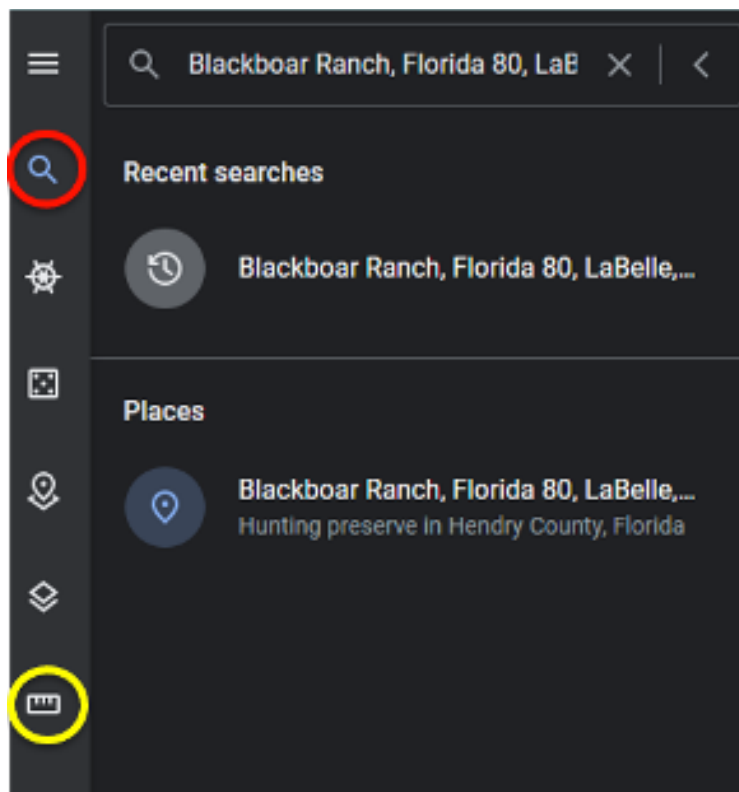 Blackboar Ranch, Florida 80, LaB
Recent searches
Blackboar Ranch, Florida 80, LaBelle,...
Places
Blackboar Ranch, Florida 80, LaBelle,...
Hunting preserve in Hendry County, Florida